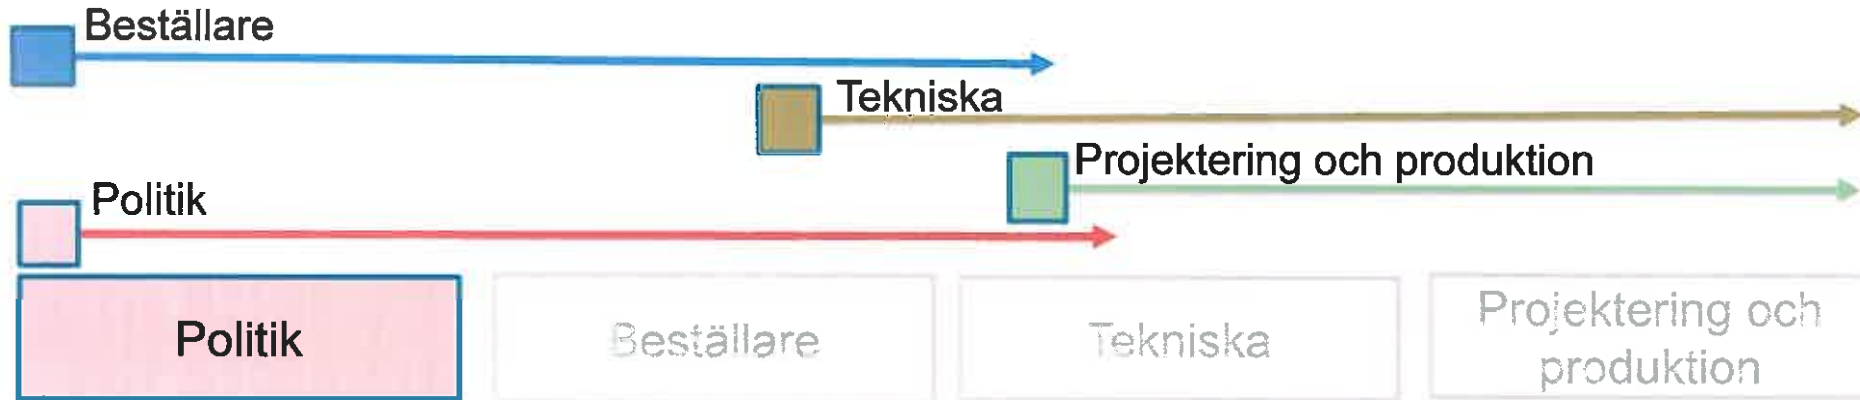 Beställare
Tekniska
Projektering och produktion
Politik
Politik
Beställare
Tekniska
Projektering och
produktion